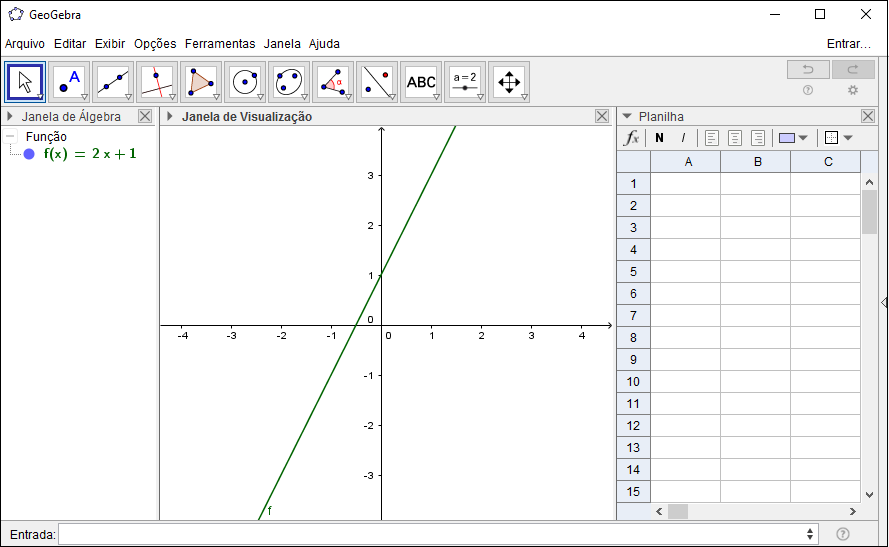 GeoGebra
Arquivo Editar Exibir Opções Ferramentas Janela Ajuda Entrar...
A α ABC a = 2
Janela de Álgebra
Função
f(x) = 2 x + 1
Janela de Visualização
3
2
1
0
-4 -3 -2 -1 0 1 2 3 4
-1
-2
-3
f
Planilha
fx N I
A B C
1
2
3
4
5
6
7
8
9
10
11
12
13
14
15
Entrada: